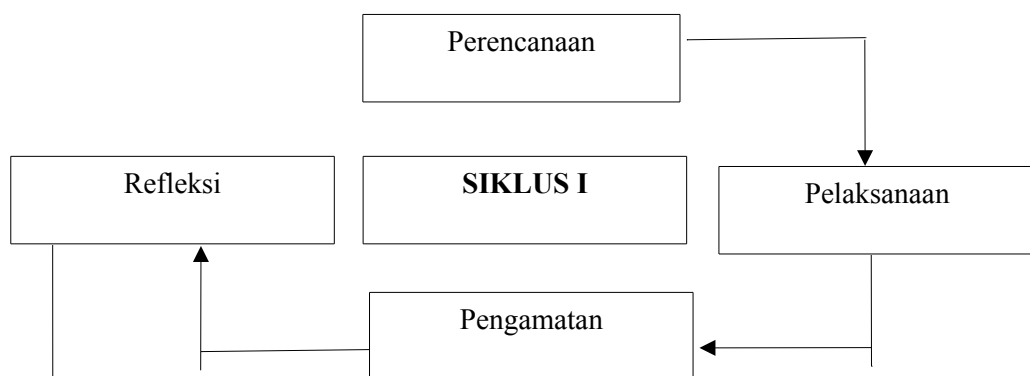 Perencanaan
Refleksi
SIKLUS I
Pelaksanaan
Pengamatan